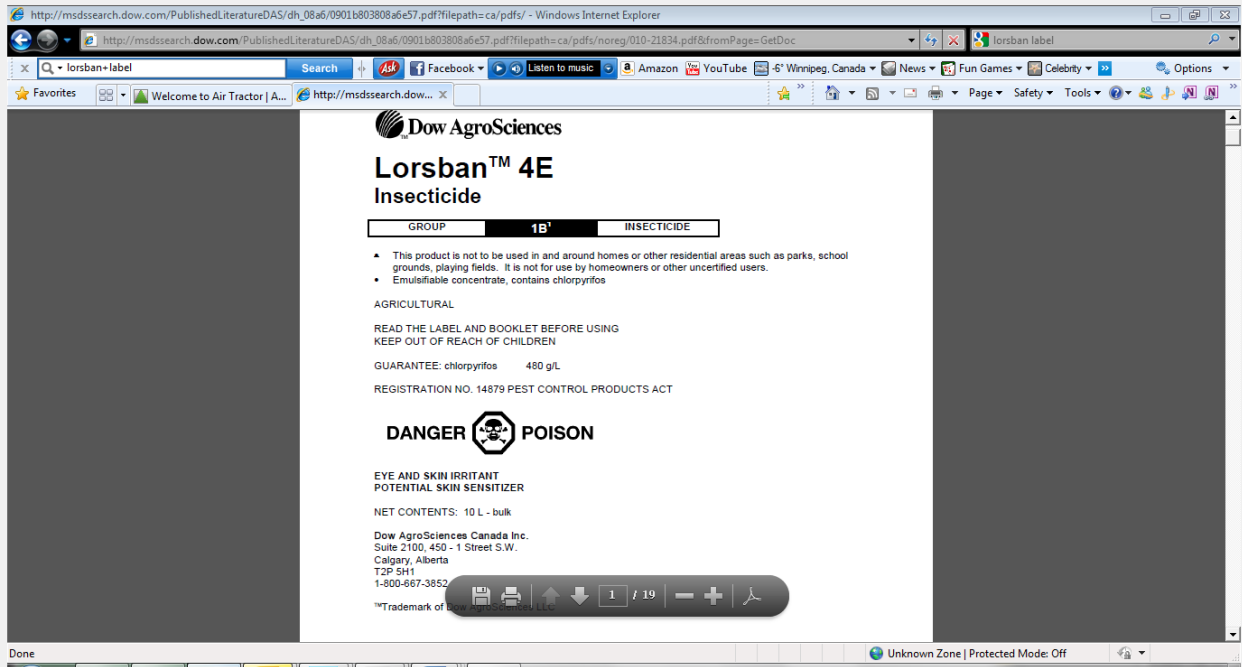 http://msdssearch.dow.com/PublishedLiteratureDAS/dh_08a6/0901b803808a6e57.pdf?filepath=ca/pdfs/ - Windows Internet Explorer
http://msdssearch.dow.com/PublishedLiteratureDAS/dh_08a6/0901b803808a6e57.pdf?filepath=ca/pdfs/noreg/010-21834.pdf&fromPage=GetDoc lorsban label
x lorsban+label Search Ask Facebook Listen to music Amazon YouTube -6° Winnipeg, Canada News Fun Games Celebrity Options
Favorites Welcome to Air Tractor | A... http://msdssearch.dow... Page Safety Tools
Dow AgroSciences
Lorsban™ 4E
Insecticide
GROUP 1B¹ INSECTICIDE
This product is not to be used in and around homes or other residential areas such as parks, school
grounds, playing fields. It is not for use by homeowners or other uncertified users.
• Emulsifiable concentrate, contains chlorpyrifos
AGRICULTURAL
READ THE LABEL AND BOOKLET BEFORE USING
KEEP OUT OF REACH OF CHILDREN
GUARANTEE: chlorpyrifos 480 g/L
REGISTRATION NO. 14879 PEST CONTROL PRODUCTS ACT
DANGER POISON
EYE AND SKIN IRRITANT
POTENTIAL SKIN SENSITIZER
NET CONTENTS: 10 L - bulk
Dow AgroSciences Canada Inc.
Suite 2100, 450 - 1 Street S.W.
Calgary, Alberta
T2P 5H1
1-800-667-3852
1 / 19
™Trademark of Dow AgroSciences LLC
Done Unknown Zone | Protected Mode: Off